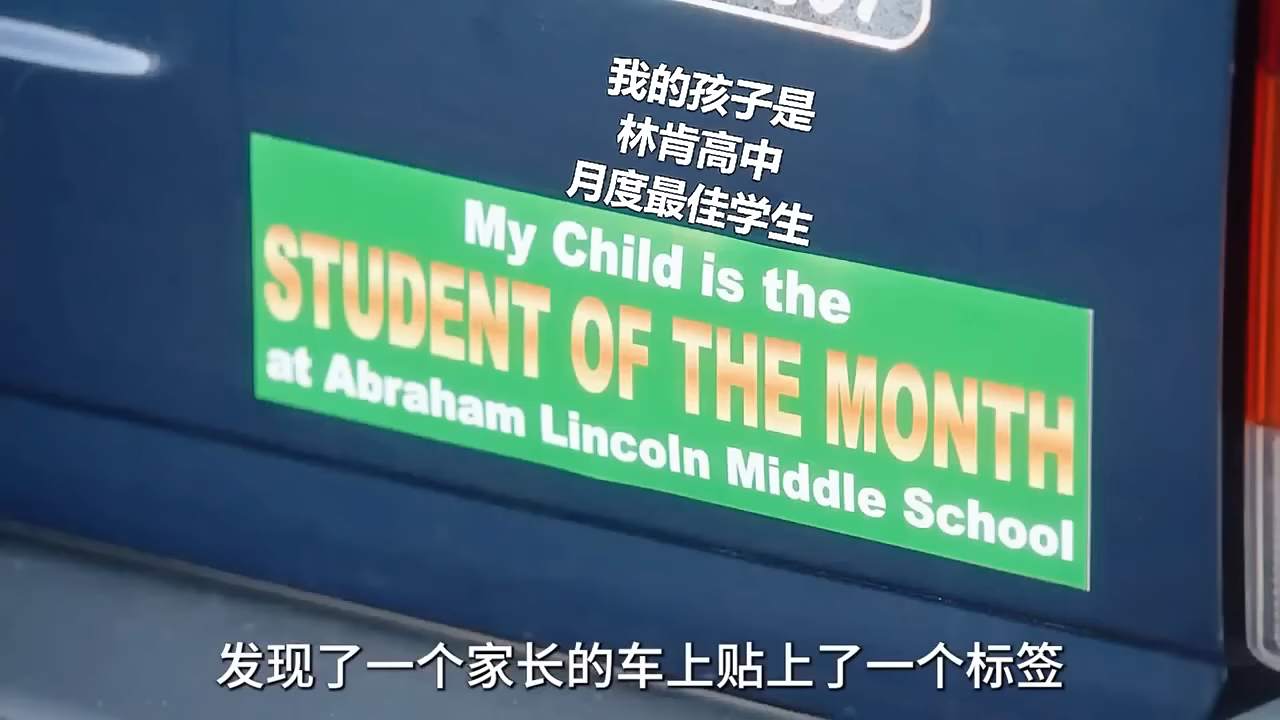 我的孩子是
林肯高中
月度最佳学生
My Child is the
STUDENT OF THE MONTH
at Abraham Lincoln Middle School
发现了一个家长的车上贴上了一个标签